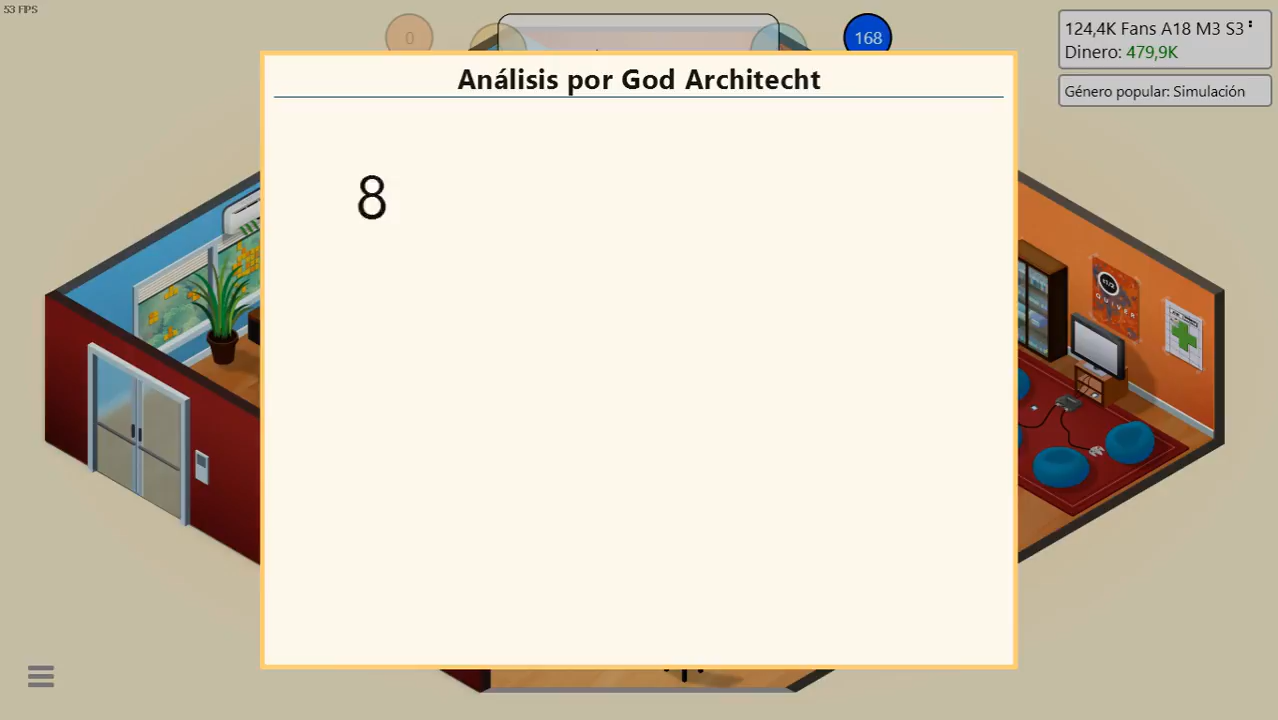 53 FPS
0
168
124,4K Fans A18 M3 S3
Dinero: 479,9K
Género popular: Simulación
Análisis por God Architecht
8
QUIVER